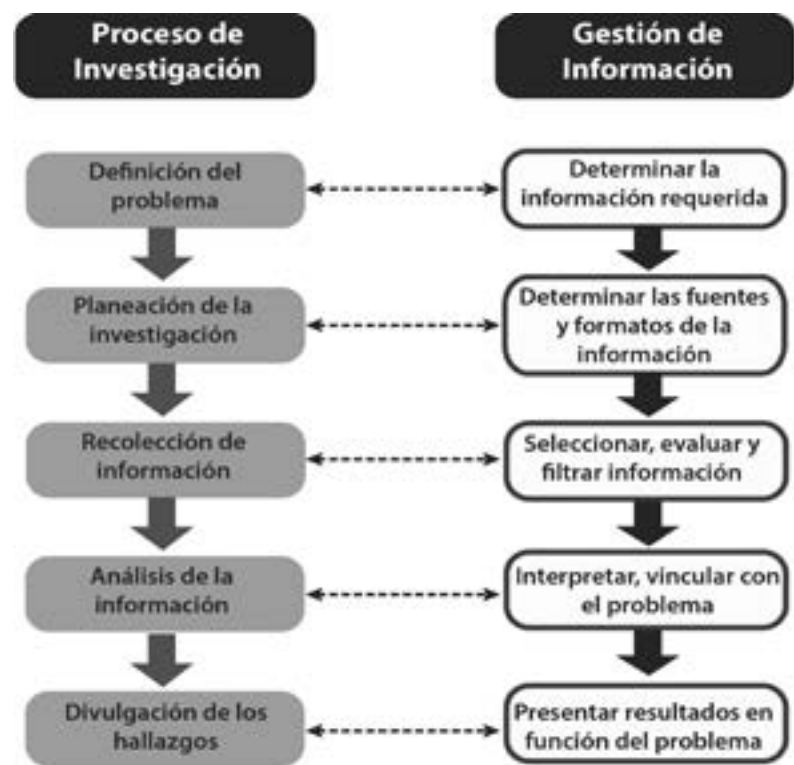 Proceso de
Investigación
Gestión de
Información
Definición del
problema
Determinar la
información requerida
Planeación de la
investigación
Determinar las fuentes
y formatos de la
información
Recolección de
información
Seleccionar, evaluar y
filtrar información
Análisis de la
información
Interpretar, vincular con
el problema
Divulgación de los
hallazgos
Presentar resultados en
función del problema